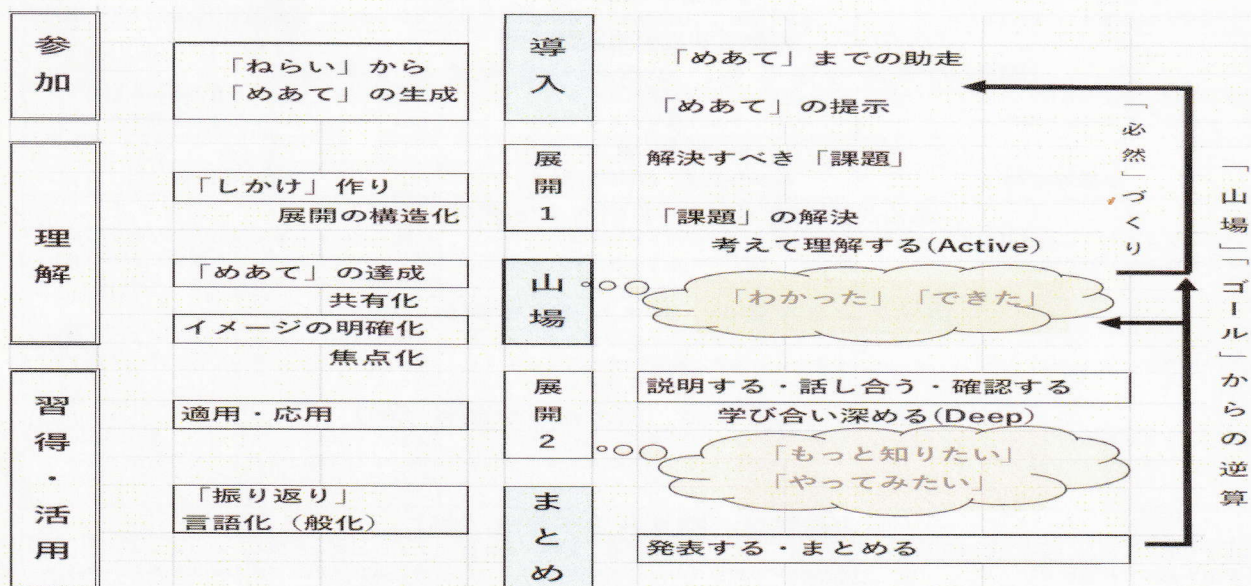 参加
「ねらい」から
「めあて」の生成
導入
「めあて」までの助走
「めあて」の提示
理解
「しかけ」作り
展開の構造化
展開1
解決すべき「課題」
「課題」の解決
考えて理解する(Active)
「めあて」の達成
共有化
イメージの明確化
焦点化
山場
「わかった」「できた」
習得・活用
適用・応用
展開2
説明する・話し合う・確認する
学び合い深める(Deep)
「もっと知りたい」
「やってみたい」
「振り返り」
言語化（般化）
まとめ
発表する・まとめる
「必然」づくり
「山場」「ゴール」からの逆算